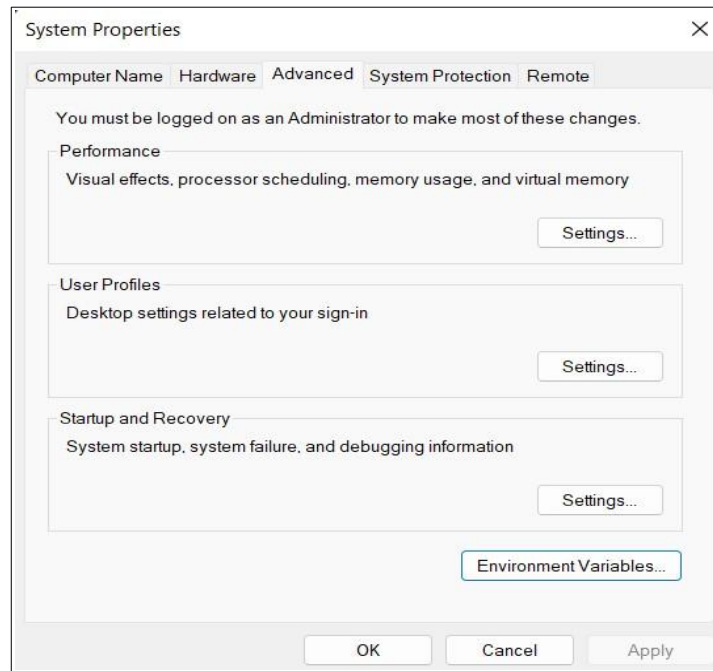 System Properties
Computer Name Hardware Advanced System Protection Remote
You must be logged on as an Administrator to make most of these changes.
Performance
Visual effects, processor scheduling, memory usage, and virtual memory
Settings...
User Profiles
Desktop settings related to your sign-in
Settings...
Startup and Recovery
System startup, system failure, and debugging information
Settings...
Environment Variables...
OK Cancel Apply